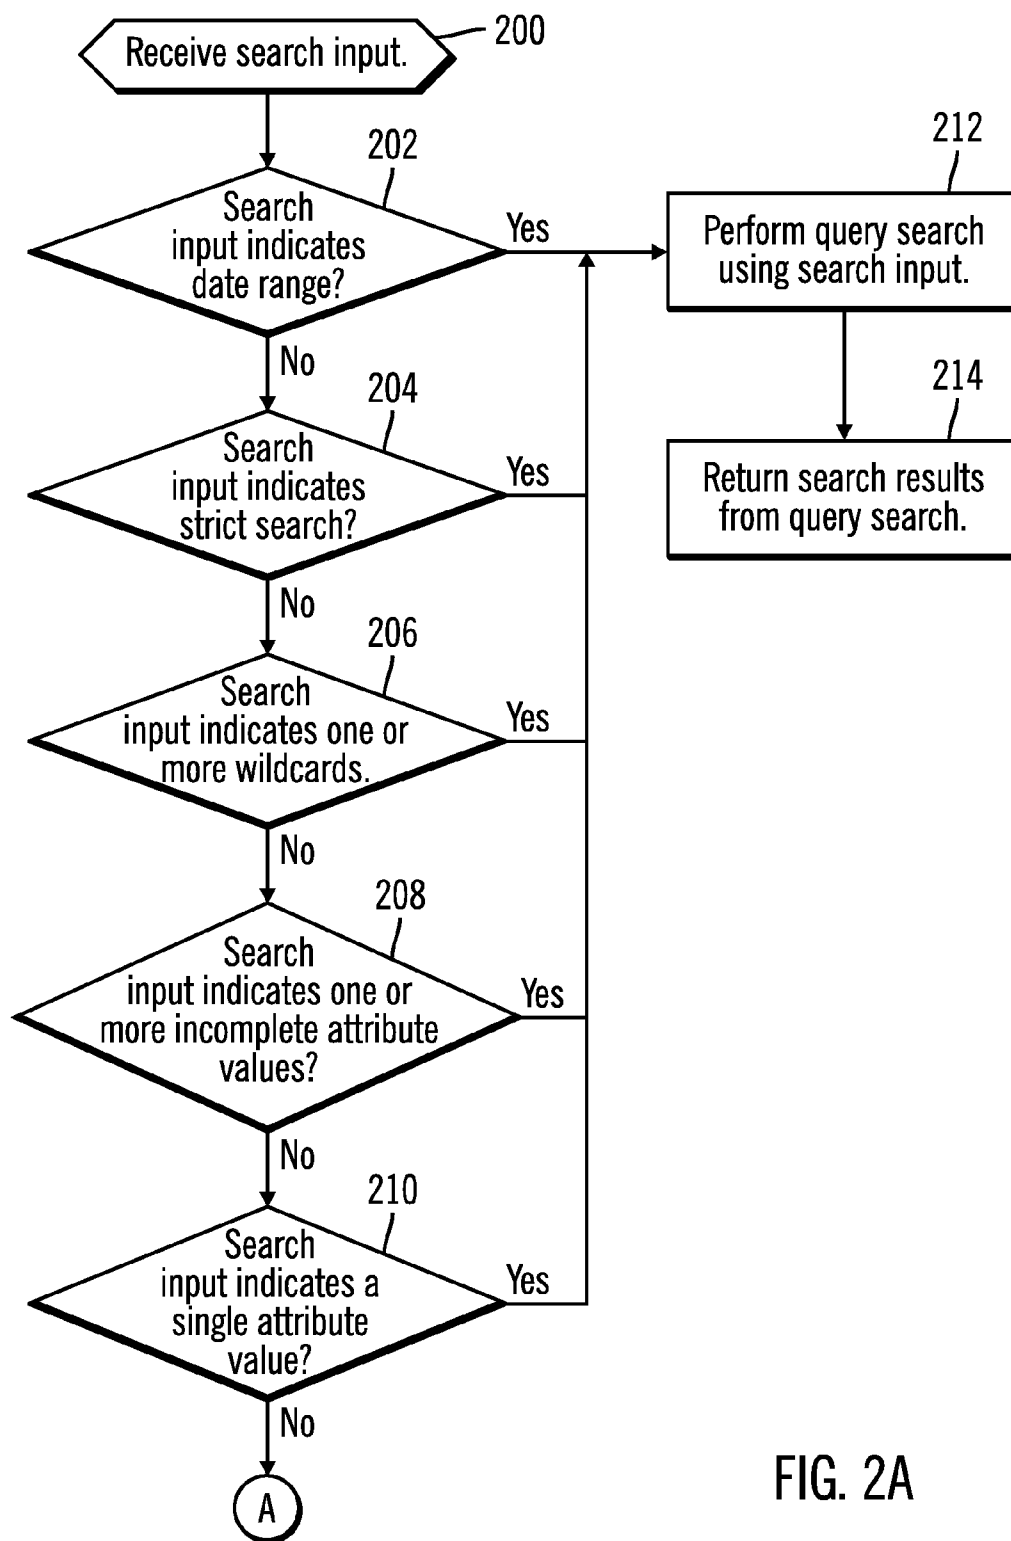 Receive search input.
200
202
Search
input indicates
date range?
Yes
No
212
Perform query search
using search input.
214
Return search results
from query search.
204
Search
input indicates
strict search?
Yes
No
206
Search
input indicates one or
more wildcards.
Yes
No
208
Search
input indicates one or
more incomplete attribute
values?
Yes
No
210
Search
input indicates a
single attribute
value?
Yes
No
A
FIG. 2A